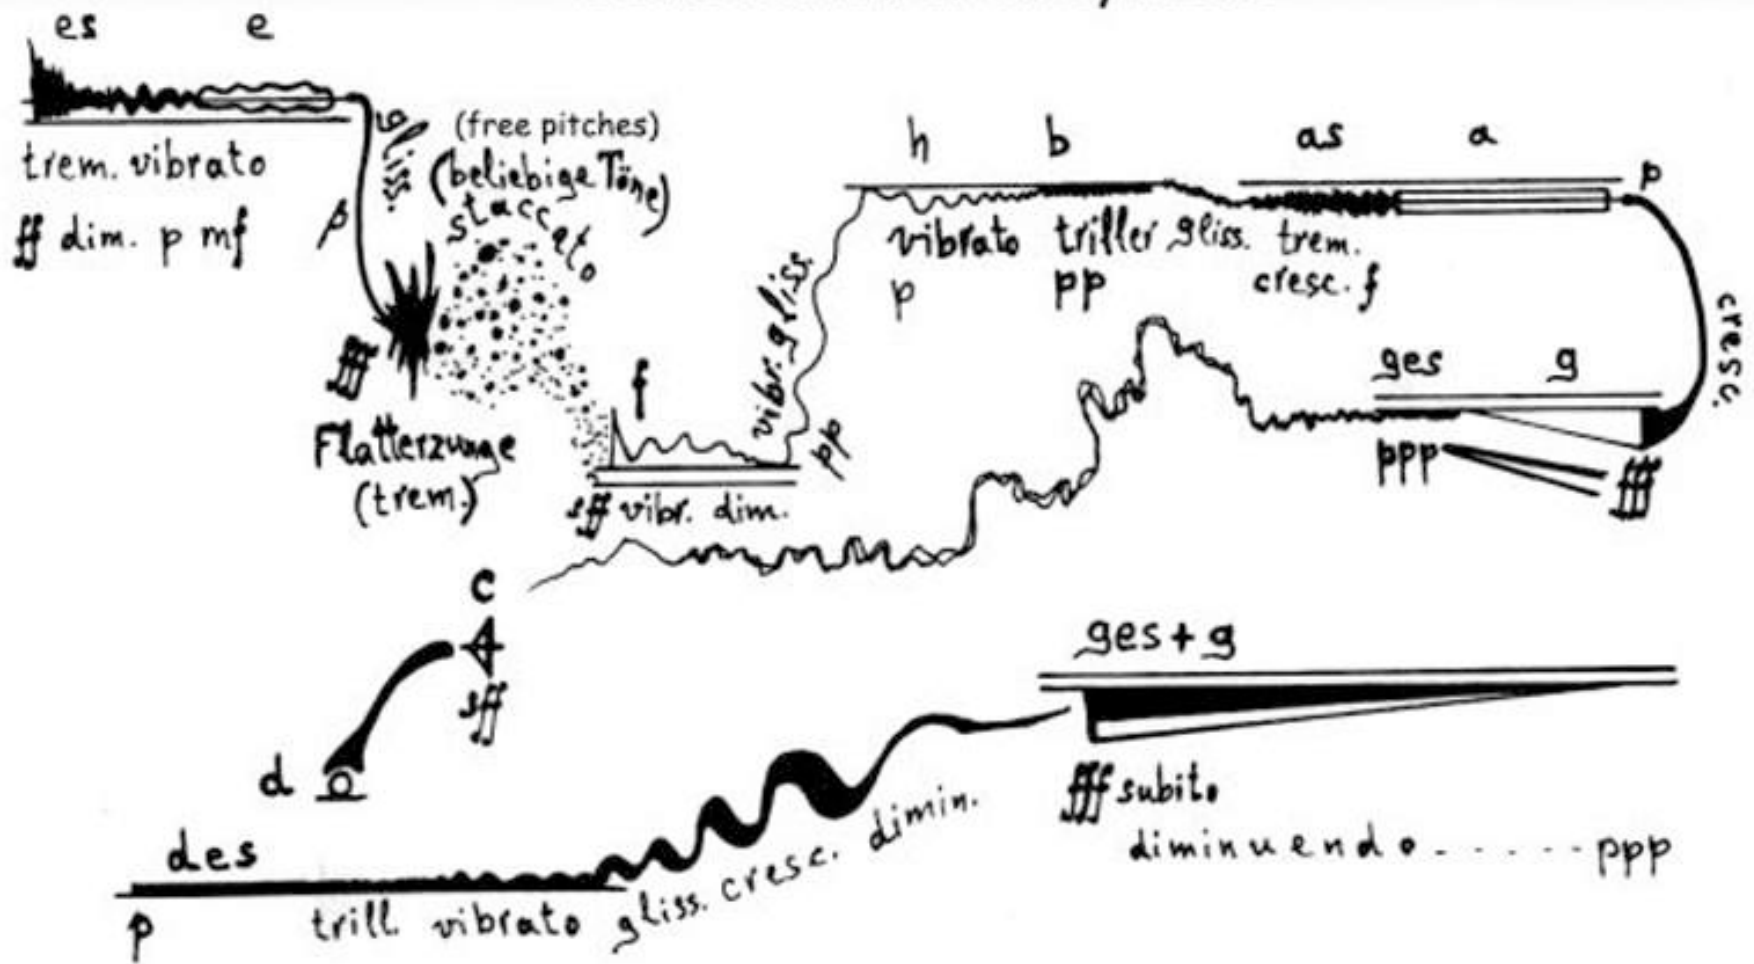 es e
trem. vibrato
ff dim. p mf
gliss.
p
(free pitches)
(beliebige Töne)
staccato
fff
Flatterzunge
(trem.)
f
sff vibr. dim.
vibr. gliss.
pp
h b as a
p
vibrato triller gliss. trem.
p pp cresc. f
cresc.
ges g
ppp fff
c
sff
d
des
p trill. vibrato gliss. cresc. dimin.
ges + g
fff subito
diminuendo ...... ppp